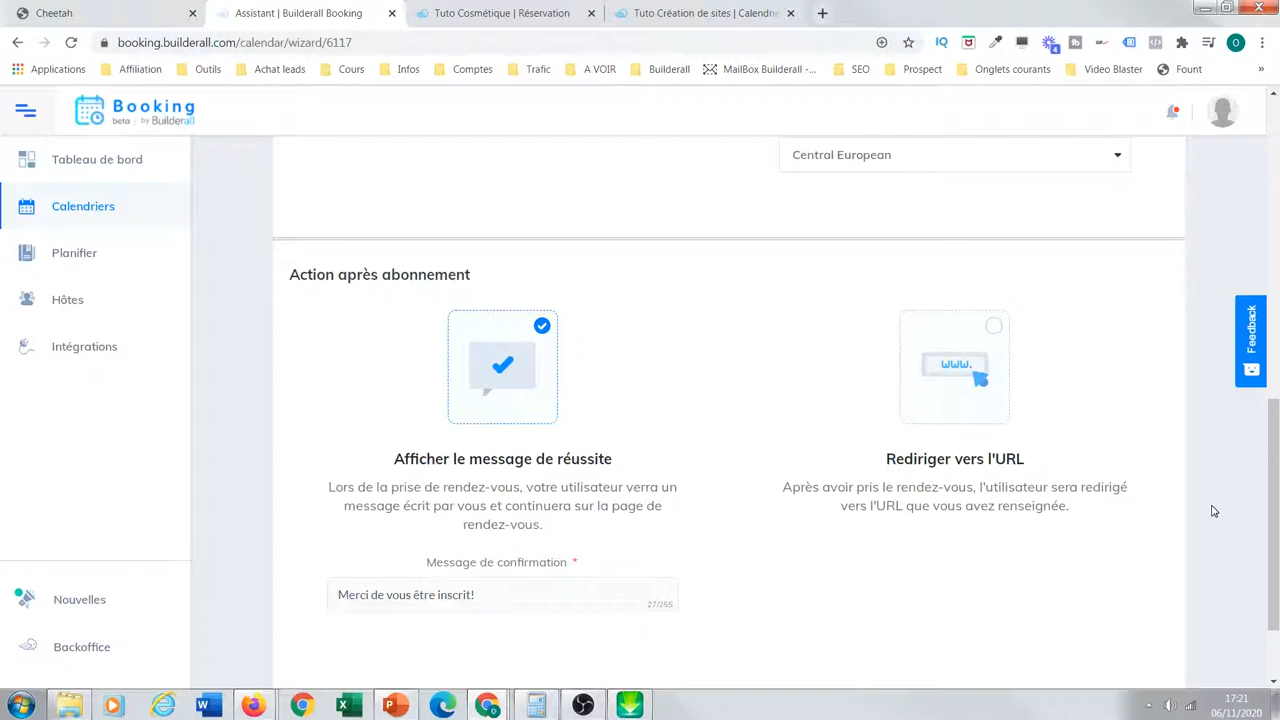 Cheetah
Assistant | Builderall Booking
Tuto Cosmétique | Réserv
Tuto Création de sites | Calendrie
booking.builderall.com/calendar/wizard/6117
IQ
4
O
Applications
Affiliation
Outils
Achat leads
Cours
Infos
Comptes
Trafic
A VOIR
Builderall
MailBox Builderall -...
SEO
Prospect
Onglets courants
Video Blaster
Fount
»
Booking
beta | by Builderall
Tableau de bord
Calendriers
Planifier
Hôtes
Intégrations
Nouvelles
Backoffice
Central European
Action après abonnement
www.
Afficher le message de réussite
Lors de la prise de rendez-vous, votre utilisateur verra un
message écrit par vous et continuera sur la page de
rendez-vous.
Message de confirmation *
Merci de vous être inscrit!
27/255
Rediriger vers l'URL
Après avoir pris le rendez-vous, l'utilisateur sera redirigé
vers l'URL que vous avez renseignée.
Feedback
17:21
06/11/2020